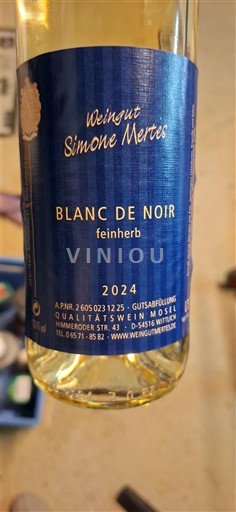 Weingut
Simone Mertes
BLANC DE NOIR
feinherb
VINIOU
2024
A.P.NR. 2 605 023 12 25 · GUTSABFÜLLUNG
QUALITÄTSWEIN MOSEL
HIMMERODER STR. 43 · D-54516 WITTLICH
TEL. 0 65 71 - 85 82 · WWW.WEINGUTMERTES.DE